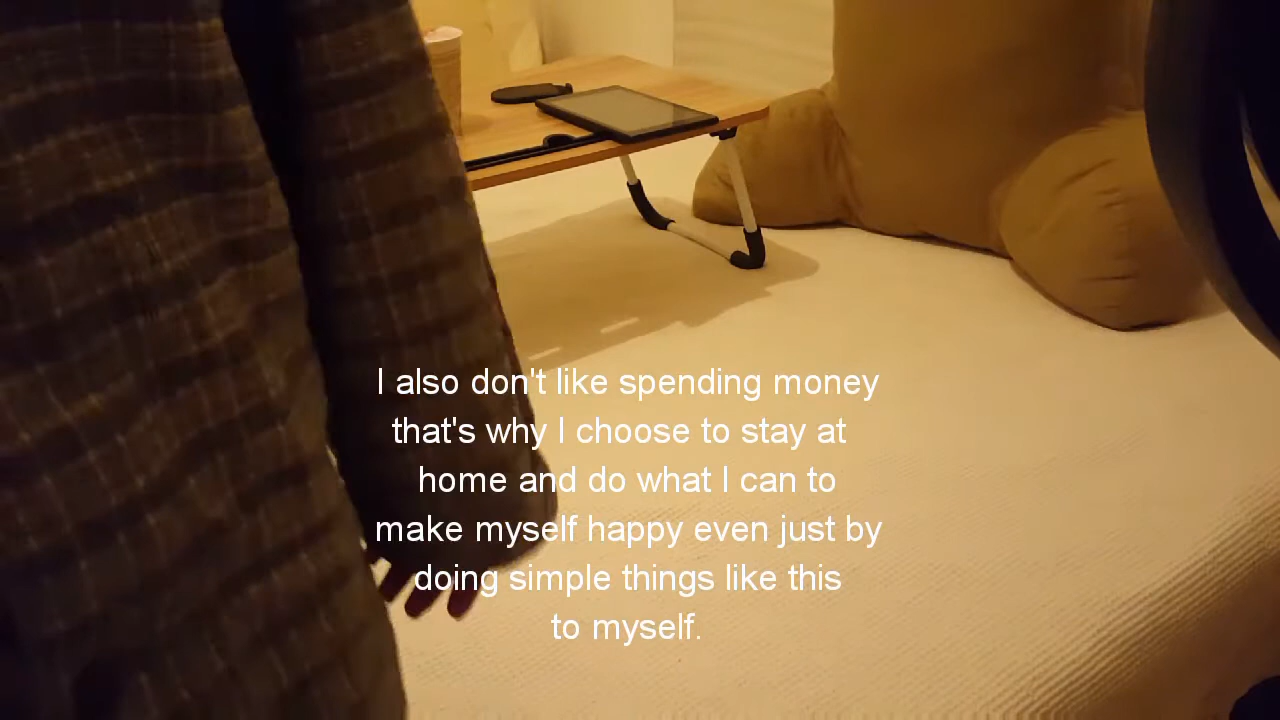 I also don't like spending money
that's why I choose to stay at
home and do what I can to
make myself happy even just by
doing simple things like this
to myself.